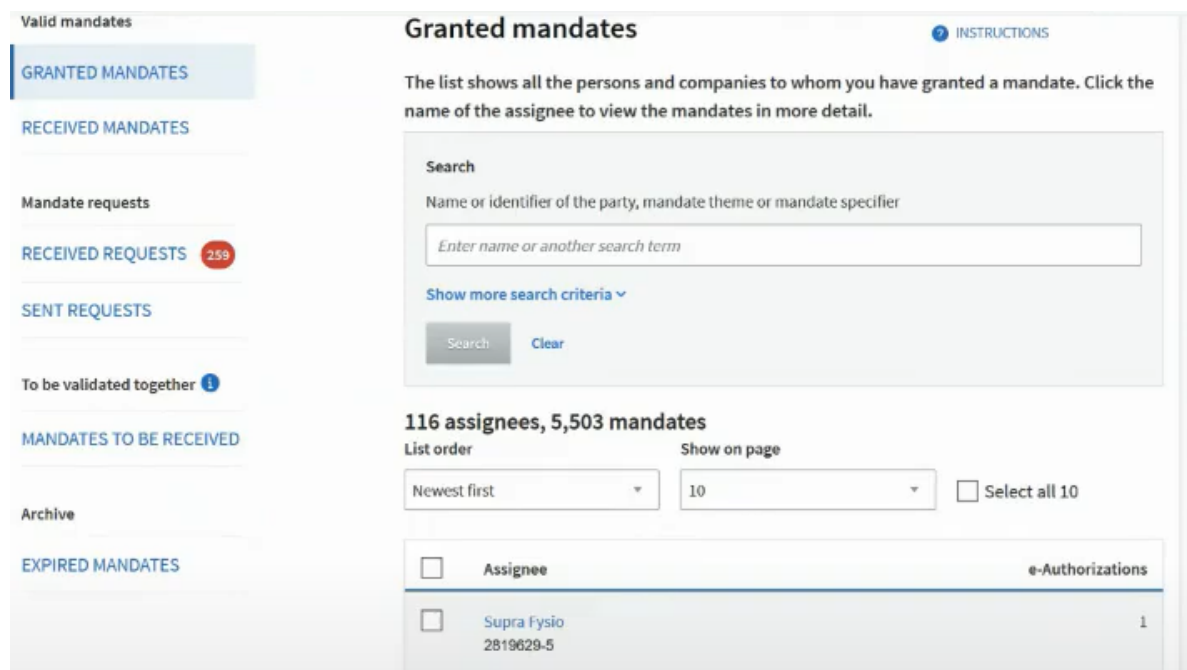 Valid mandates
GRANTED MANDATES
RECEIVED MANDATES
Mandate requests
RECEIVED REQUESTS 259
SENT REQUESTS
To be validated together
MANDATES TO BE RECEIVED
Archive
EXPIRED MANDATES
Granted mandates
INSTRUCTIONS
The list shows all the persons and companies to whom you have granted a mandate. Click the
name of the assignee to view the mandates in more detail.
Search
Name or identifier of the party, mandate theme or mandate specifier
Enter name or another search term
Show more search criteria
Search Clear
116 assignees, 5,503 mandates
List order Show on page
Newest first 10 Select all 10
Assignee e-Authorizations
Supra Fysio 1
2819629-5